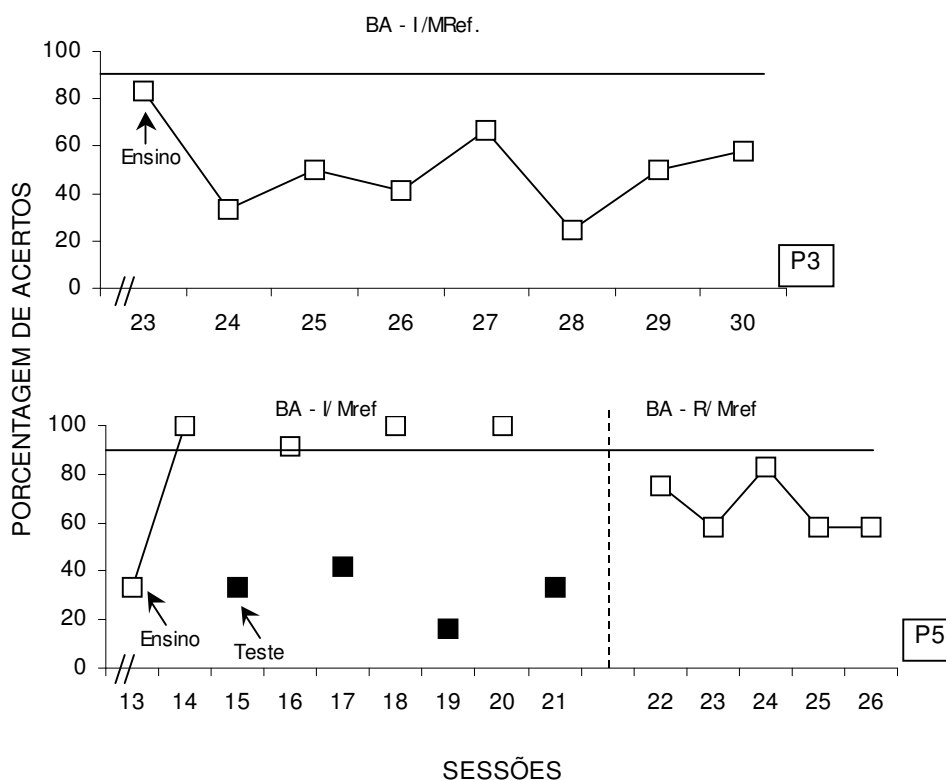 BA - I /MRef.
100
80
60
40
20
0
Ensino
P3
23 24 25 26 27 28 29 30
PORCENTAGEM DE ACERTOS
BA - I/ Mref
BA - R/ Mref
100
80
60
40
20
0
Ensino
Teste
P5
13 14 15 16 17 18 19 20 21 22 23 24 25 26
SESSÕES